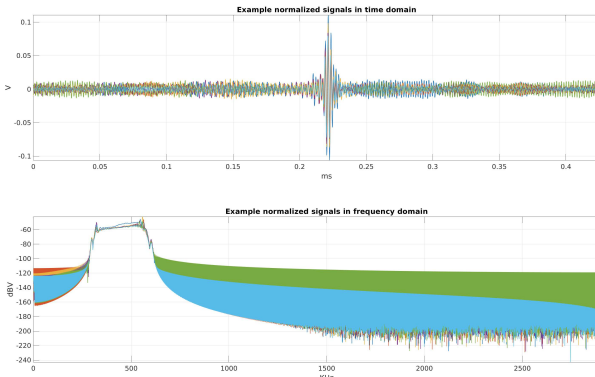 Example normalized signals in time domain
0.1
0.05
0
-0.05
-0.1
V
0 0.05 0.1 0.15 0.2 0.25 0.3 0.35 0.4
ms
Example normalized signals in frequency domain
-60
-80
-100
-120
-140
-160
-180
-200
-220
-240
dBV
0 500 1000 1500 2000 2500
KHz